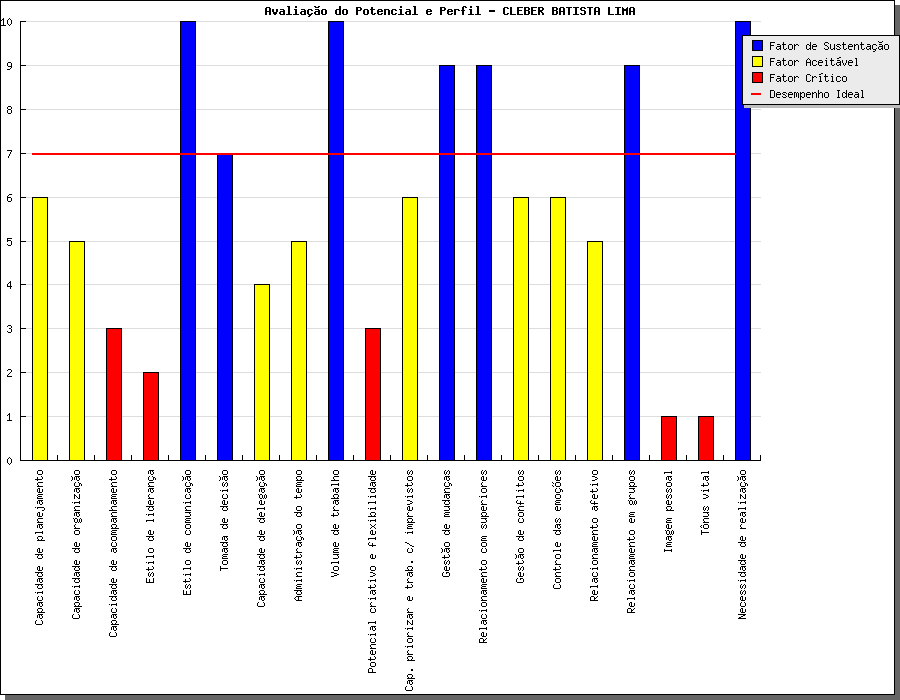 Avaliação do Potencial e Perfil - CLEBER BATISTA LIMA
Fator de Sustentação
Fator Aceitável
Fator Crítico
Desempenho Ideal
10
9
8
7
6
5
4
3
2
1
0
Capacidade de planejamento
Capacidade de organização
Capacidade de acompanhamento
Estilo de liderança
Estilo de comunicação
Tomada de decisão
Capacidade de delegação
Administração do tempo
Volume de trabalho
Potencial criativo e flexibilidade
Cap. priorizar e trab. c/ imprevistos
Gestão de mudanças
Relacionamento com superiores
Gestão de conflitos
Controle das emoções
Relacionamento afetivo
Relacionamento em grupos
Imagem pessoal
Tônus vital
Necessidade de realização